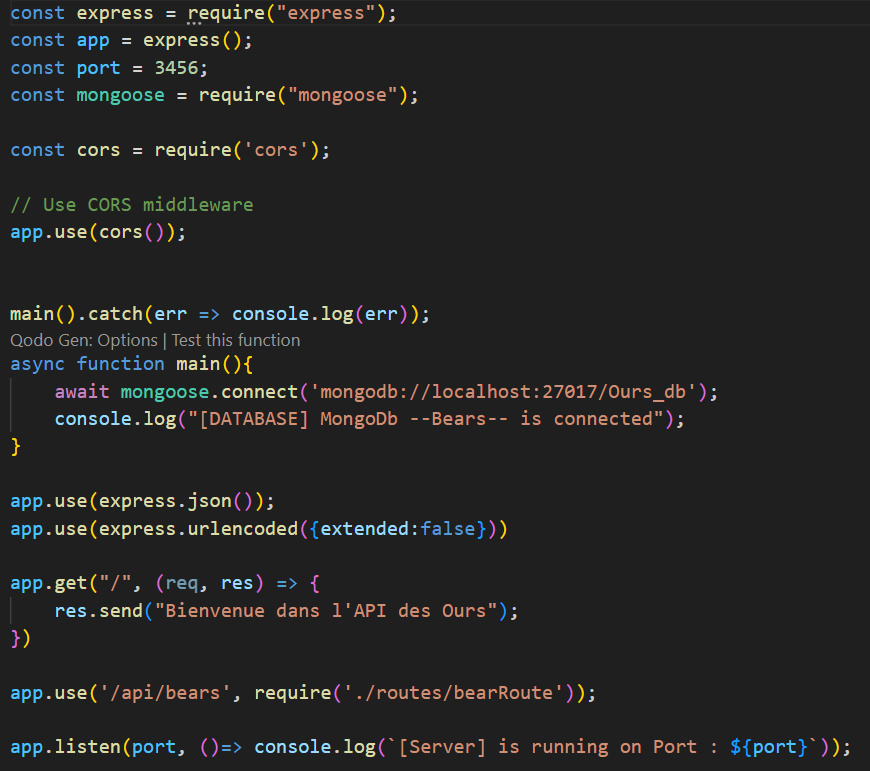 const express = require("express");
const app = express();
const port = 3456;
const mongoose = require("mongoose");
const cors = require('cors');
// Use CORS middleware
app.use(cors());
main().catch(err => console.log(err));
Qodo Gen: Options | Test this function
async function main(){
    await mongoose.connect('mongodb://localhost:27017/Ours_db');
    console.log("[DATABASE] MongoDb --Bears-- is connected");
}
app.use(express.json());
app.use(express.urlencoded({extended:false}))
app.get("/", (req, res) => {
    res.send("Bienvenue dans l'API des Ours");
})
app.use('/api/bears', require('./routes/bearRoute'));
app.listen(port, ()=> console.log(`[Server] is running on Port : ${port}`));